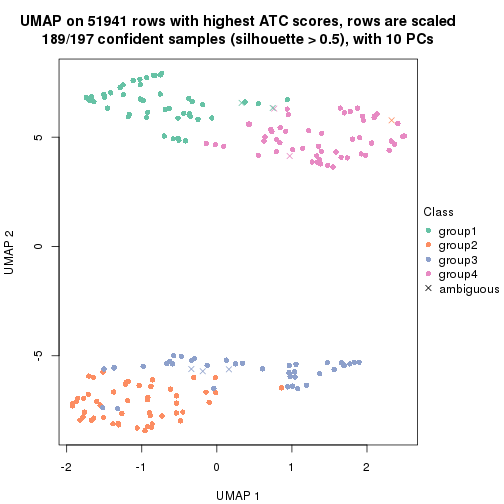 UMAP on 51941 rows with highest ATC scores, rows are scaled
189/197 confident samples (silhouette > 0.5), with 10 PCs
UMAP 2
5
0
-5
-2
-1
0
1
2
UMAP 1
Class
group1
group2
group3
group4
ambiguous